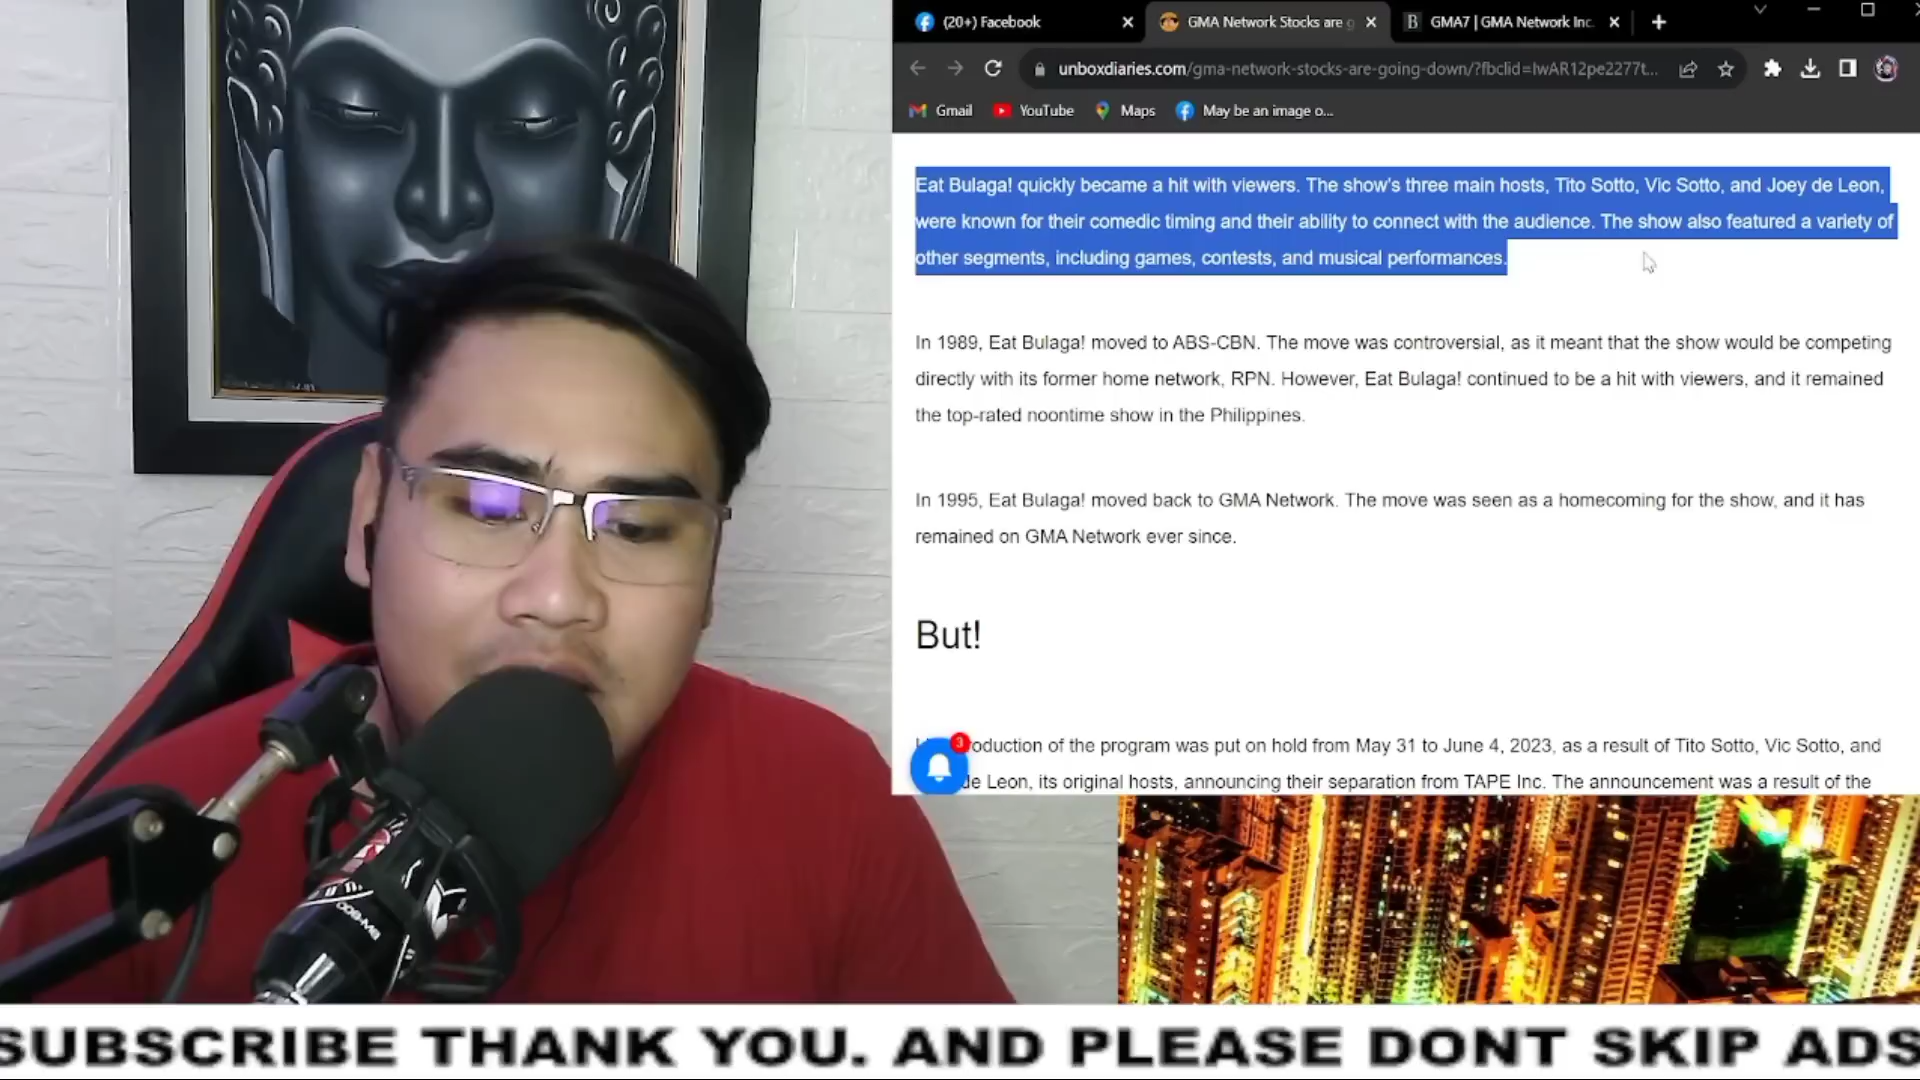 (20+) Facebook
GMA Network Stocks are g
GMA7 | GMA Network Inc.
unboxdiaries.com/gma-network-stocks-are-going-down/?fbclid=IwAR12pe2277t...
Gmail
YouTube
Maps
May be an image o...
Eat Bulaga! quickly became a hit with viewers. The show's three main hosts, Tito Sotto, Vic Sotto, and Joey de Leon,
were known for their comedic timing and their ability to connect with the audience. The show also featured a variety of
other segments, including games, contests, and musical performances.
In 1989, Eat Bulaga! moved to ABS-CBN. The move was controversial, as it meant that the show would be competing
directly with its former home network, RPN. However, Eat Bulaga! continued to be a hit with viewers, and it remained
the top-rated noontime show in the Philippines.
In 1995, Eat Bulaga! moved back to GMA Network. The move was seen as a homecoming for the show, and it has
remained on GMA Network ever since.
But!
oduction of the program was put on hold from May 31 to June 4, 2023, as a result of Tito Sotto, Vic Sotto, and
3
de Leon, its original hosts, announcing their separation from TAPE Inc. The announcement was a result of the
BM-800
SUBSCRIBE THANK YOU. AND PLEASE DONT SKIP ADS